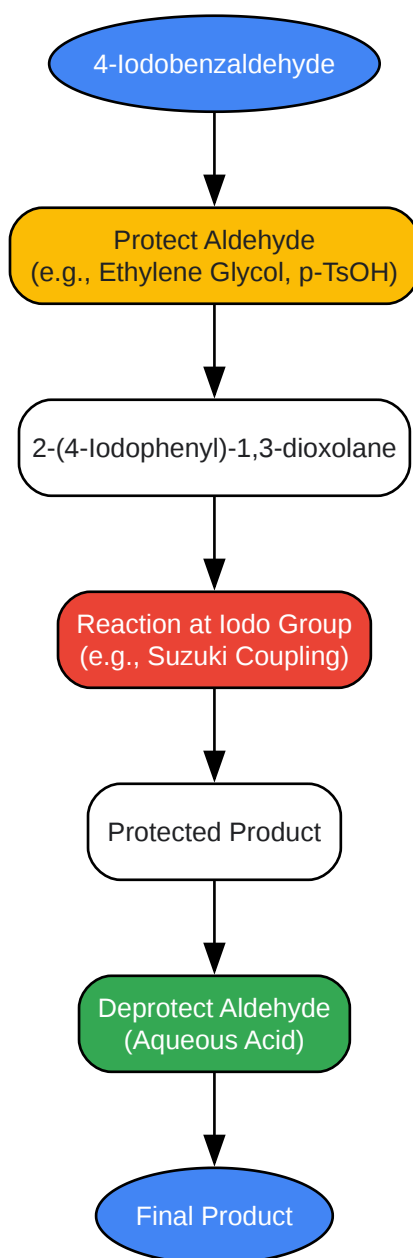 4-Iodobenzaldehyde
Protect Aldehyde
(e.g., Ethylene Glycol, p-TsOH)
2-(4-Iodophenyl)-1,3-dioxolane
Reaction at Iodo Group
(e.g., Suzuki Coupling)
Protected Product
Deprotect Aldehyde
(Aqueous Acid)
Final Product